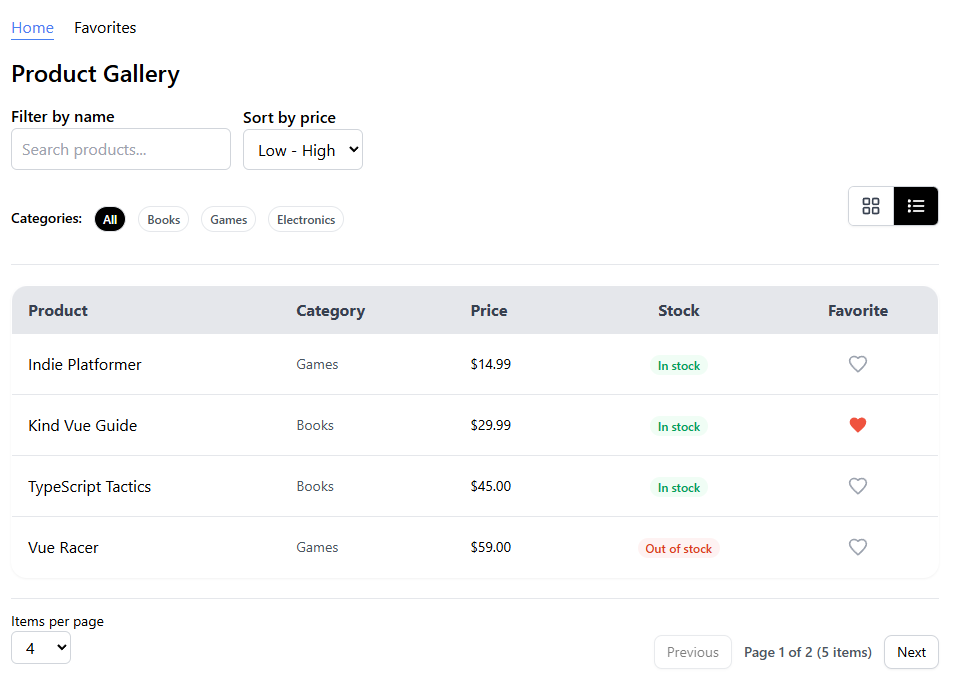 Home Favorites
Product Gallery
Filter by name Sort by price
Search products... Low - High
Categories: All Books Games Electronics
Product Category Price Stock Favorite
Indie Platformer Games $14.99 In stock
Kind Vue Guide Books $29.99 In stock
TypeScript Tactics Books $45.00 In stock
Vue Racer Games $59.00 Out of stock
Items per page
4 Previous Page 1 of 2 (5 items) Next